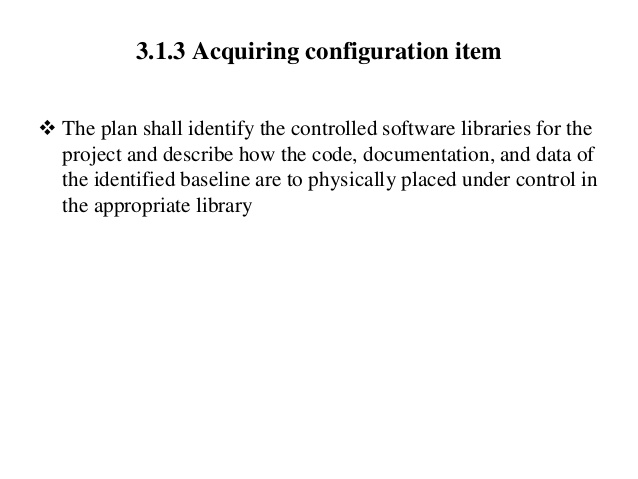 3.1.3 Acquiring configuration item
❖ The plan shall identify the controlled software libraries for the
project and describe how the code, documentation, and data of
the identified baseline are to physically placed under control in
the appropriate library